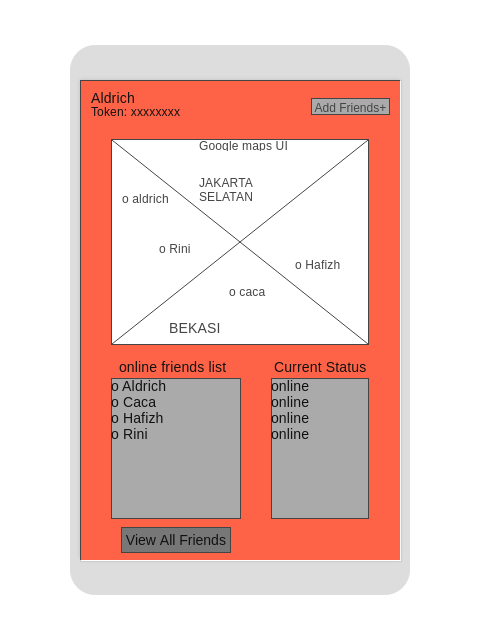 Aldrich
Token: xxxxxxxx
Add Friends+
Google maps UI
JAKARTA
SELATAN
o aldrich
o Rini
o Hafizh
o caca
BEKASI
online friends list
o Aldrich
o Caca
o Hafizh
o Rini
Current Status
online
online
online
online
View All Friends